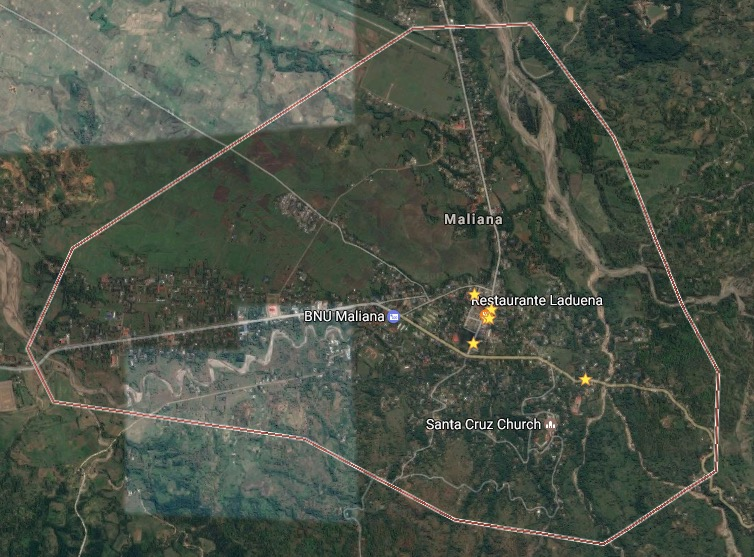 Maliana
Restaurante Laduena
BNU Maliana
Santa Cruz Church